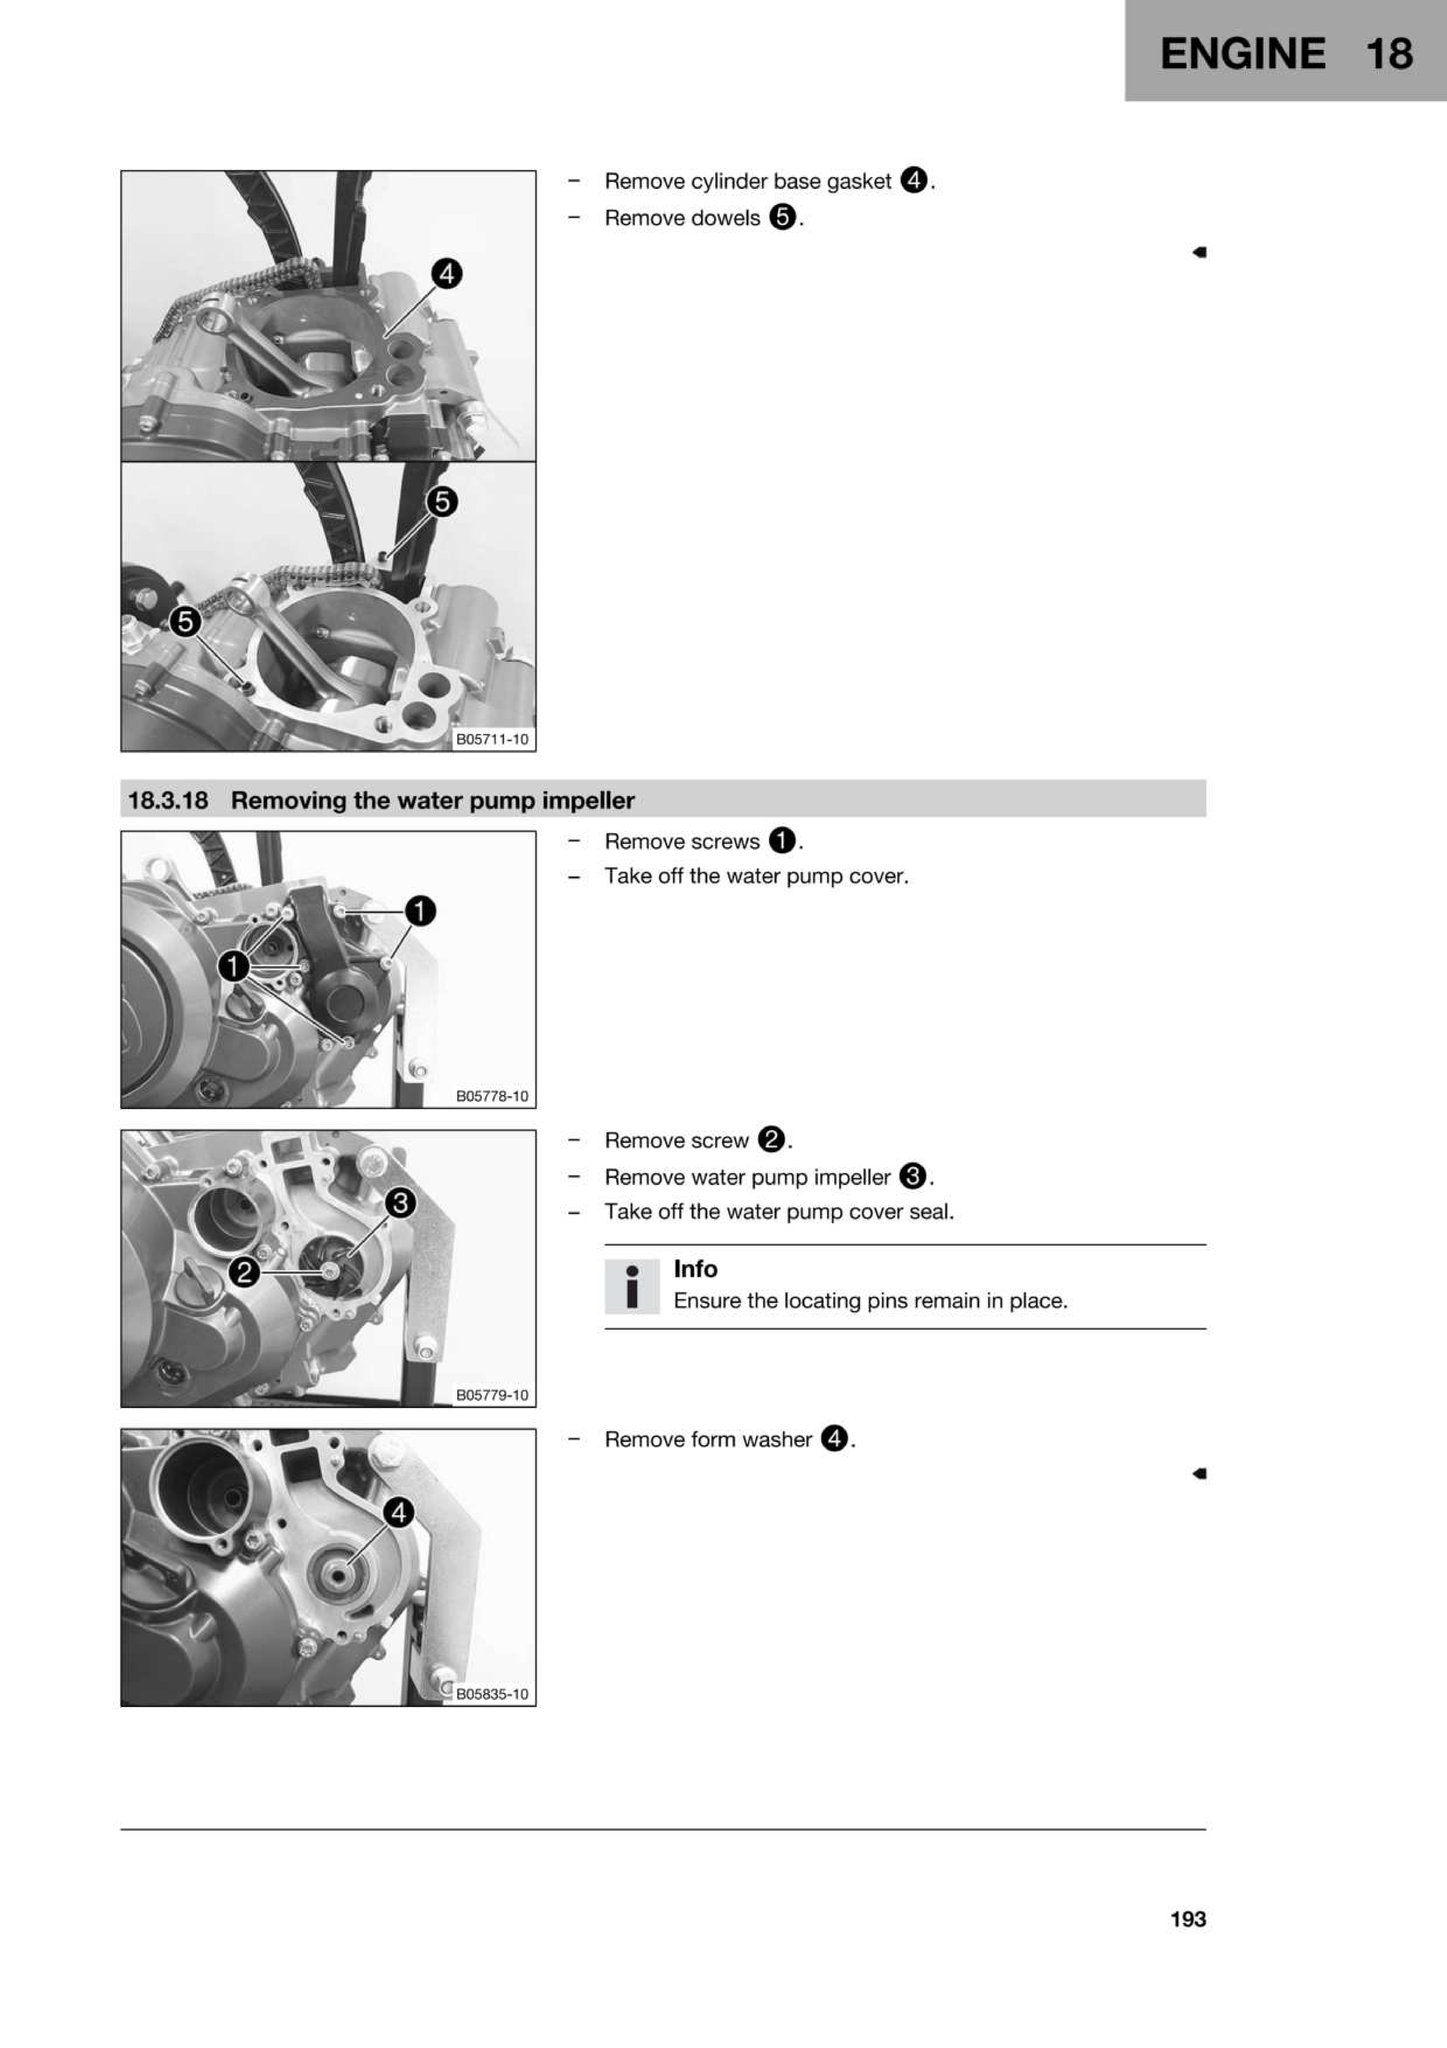 ENGINE 18
– Remove cylinder base gasket ❹.
– Remove dowels ❺.
4
5
5
B05711-10
18.3.18 Removing the water pump impeller
– Remove screws ❶.
– Take off the water pump cover.
1
1
B05778-10
– Remove screw ❷.
– Remove water pump impeller ❸.
– Take off the water pump cover seal.
3
2
i Info
Ensure the locating pins remain in place.
B05779-10
– Remove form washer ❹.
4
B05835-10
193